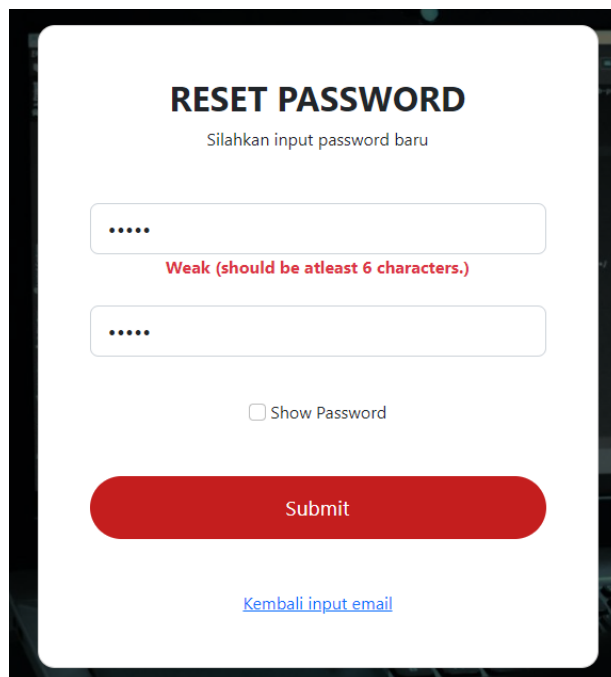 RESET PASSWORD
Silahkan input password baru
•••••
Weak (should be atleast 6 characters.)
•••••
Show Password
Submit
Kembali input email